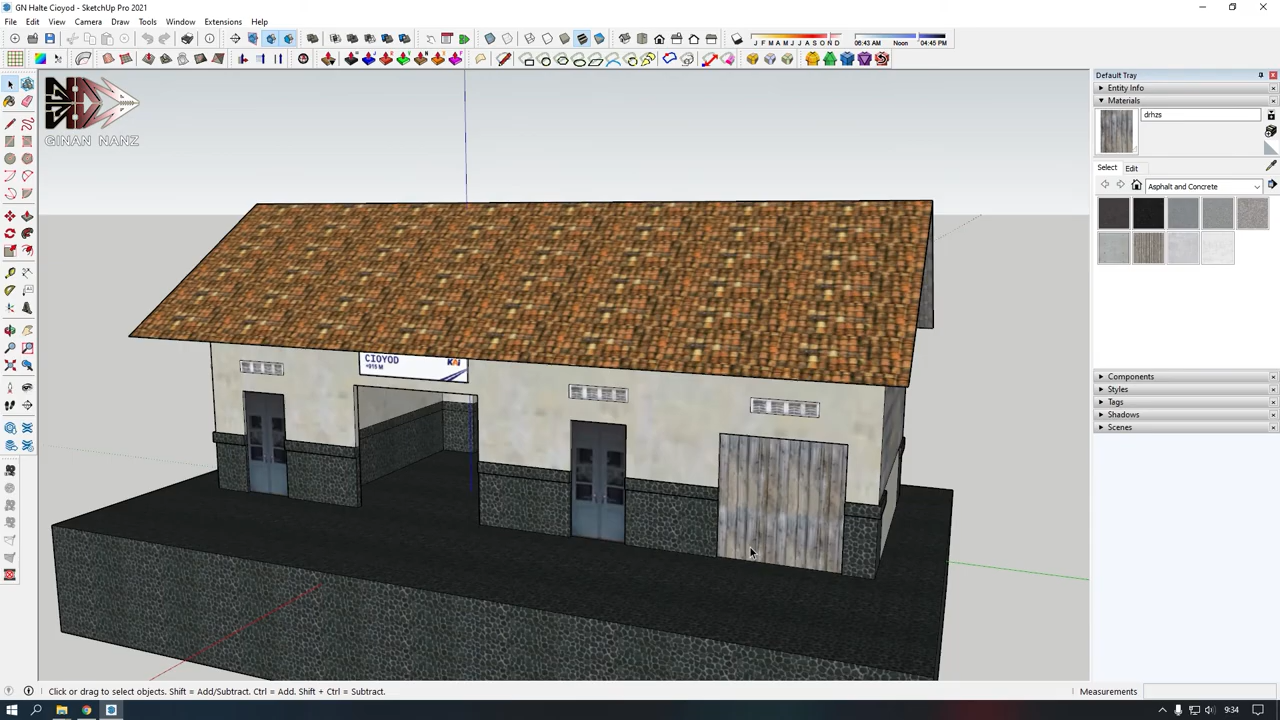 GN Halte Cioyod - SketchUp Pro 2021
File Edit View Camera Draw Tools Window Extensions Help
J F M A M J J A S O N D 06:43 AM Noon 04:45 PM
GINAN NANZ
Default Tray
Entity Info
Materials
drhzs
Select Edit
Asphalt and Concrete
Components
Styles
Tags
Shadows
Scenes
CIOYOD
+915 M
KAI
Click or drag to select objects. Shift = Add/Subtract. Ctrl = Add. Shift + Ctrl = Subtract.
Measurements
9:34